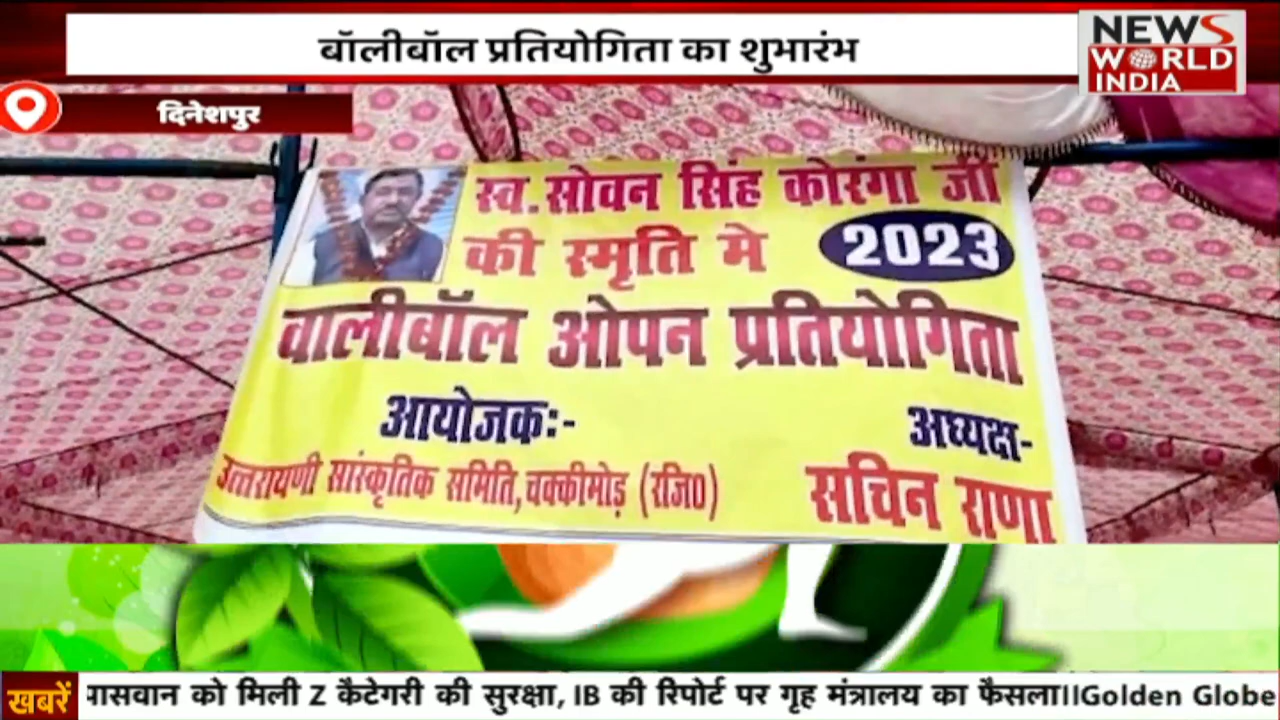 बॉलीबॉल प्रतियोगिता का शुभारंभ
NEWS
WORLD
INDIA
दिनेशपुर
स्व. सोवन सिंह कोरंगा जी
की स्मृति मे 2023
वालीबॉल ओपन प्रतियोगिता
आयोजकः- अध्यक्ष-
उत्तरायणी सांस्कृतिक समिति, चक्कीमोड़ (रजि0) सचिन राणा
खबरें पासवान को मिली Z कैटेगरी की सुरक्षा, IB की रिपोर्ट पर गृह मंत्रालय का फैसला||Golden Globe